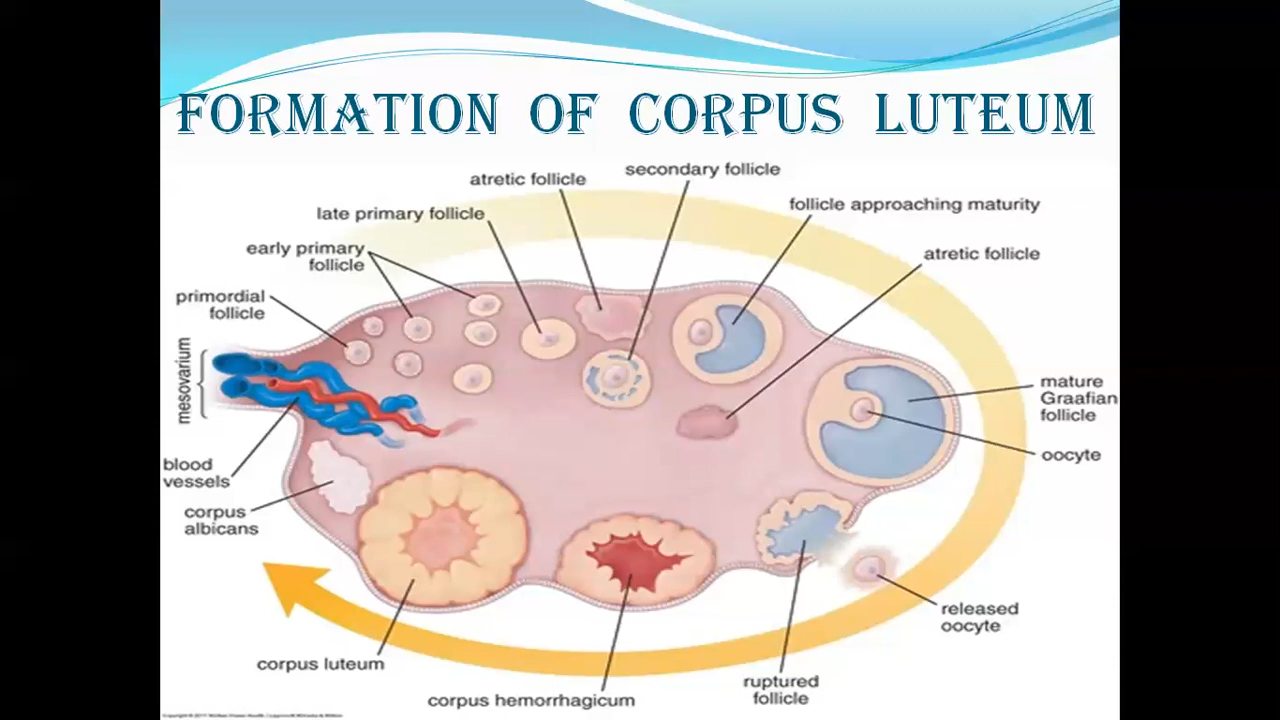 FORMATION OF CORPUS LUTEUM
secondary follicle
atretic follicle
follicle approaching maturity
late primary follicle
early primary
follicle
atretic follicle
primordial
follicle
mesovarium
mature
Graafian
follicle
oocyte
blood
vessels
corpus
albicans
released
oocyte
corpus luteum
ruptured
follicle
corpus hemorrhagicum